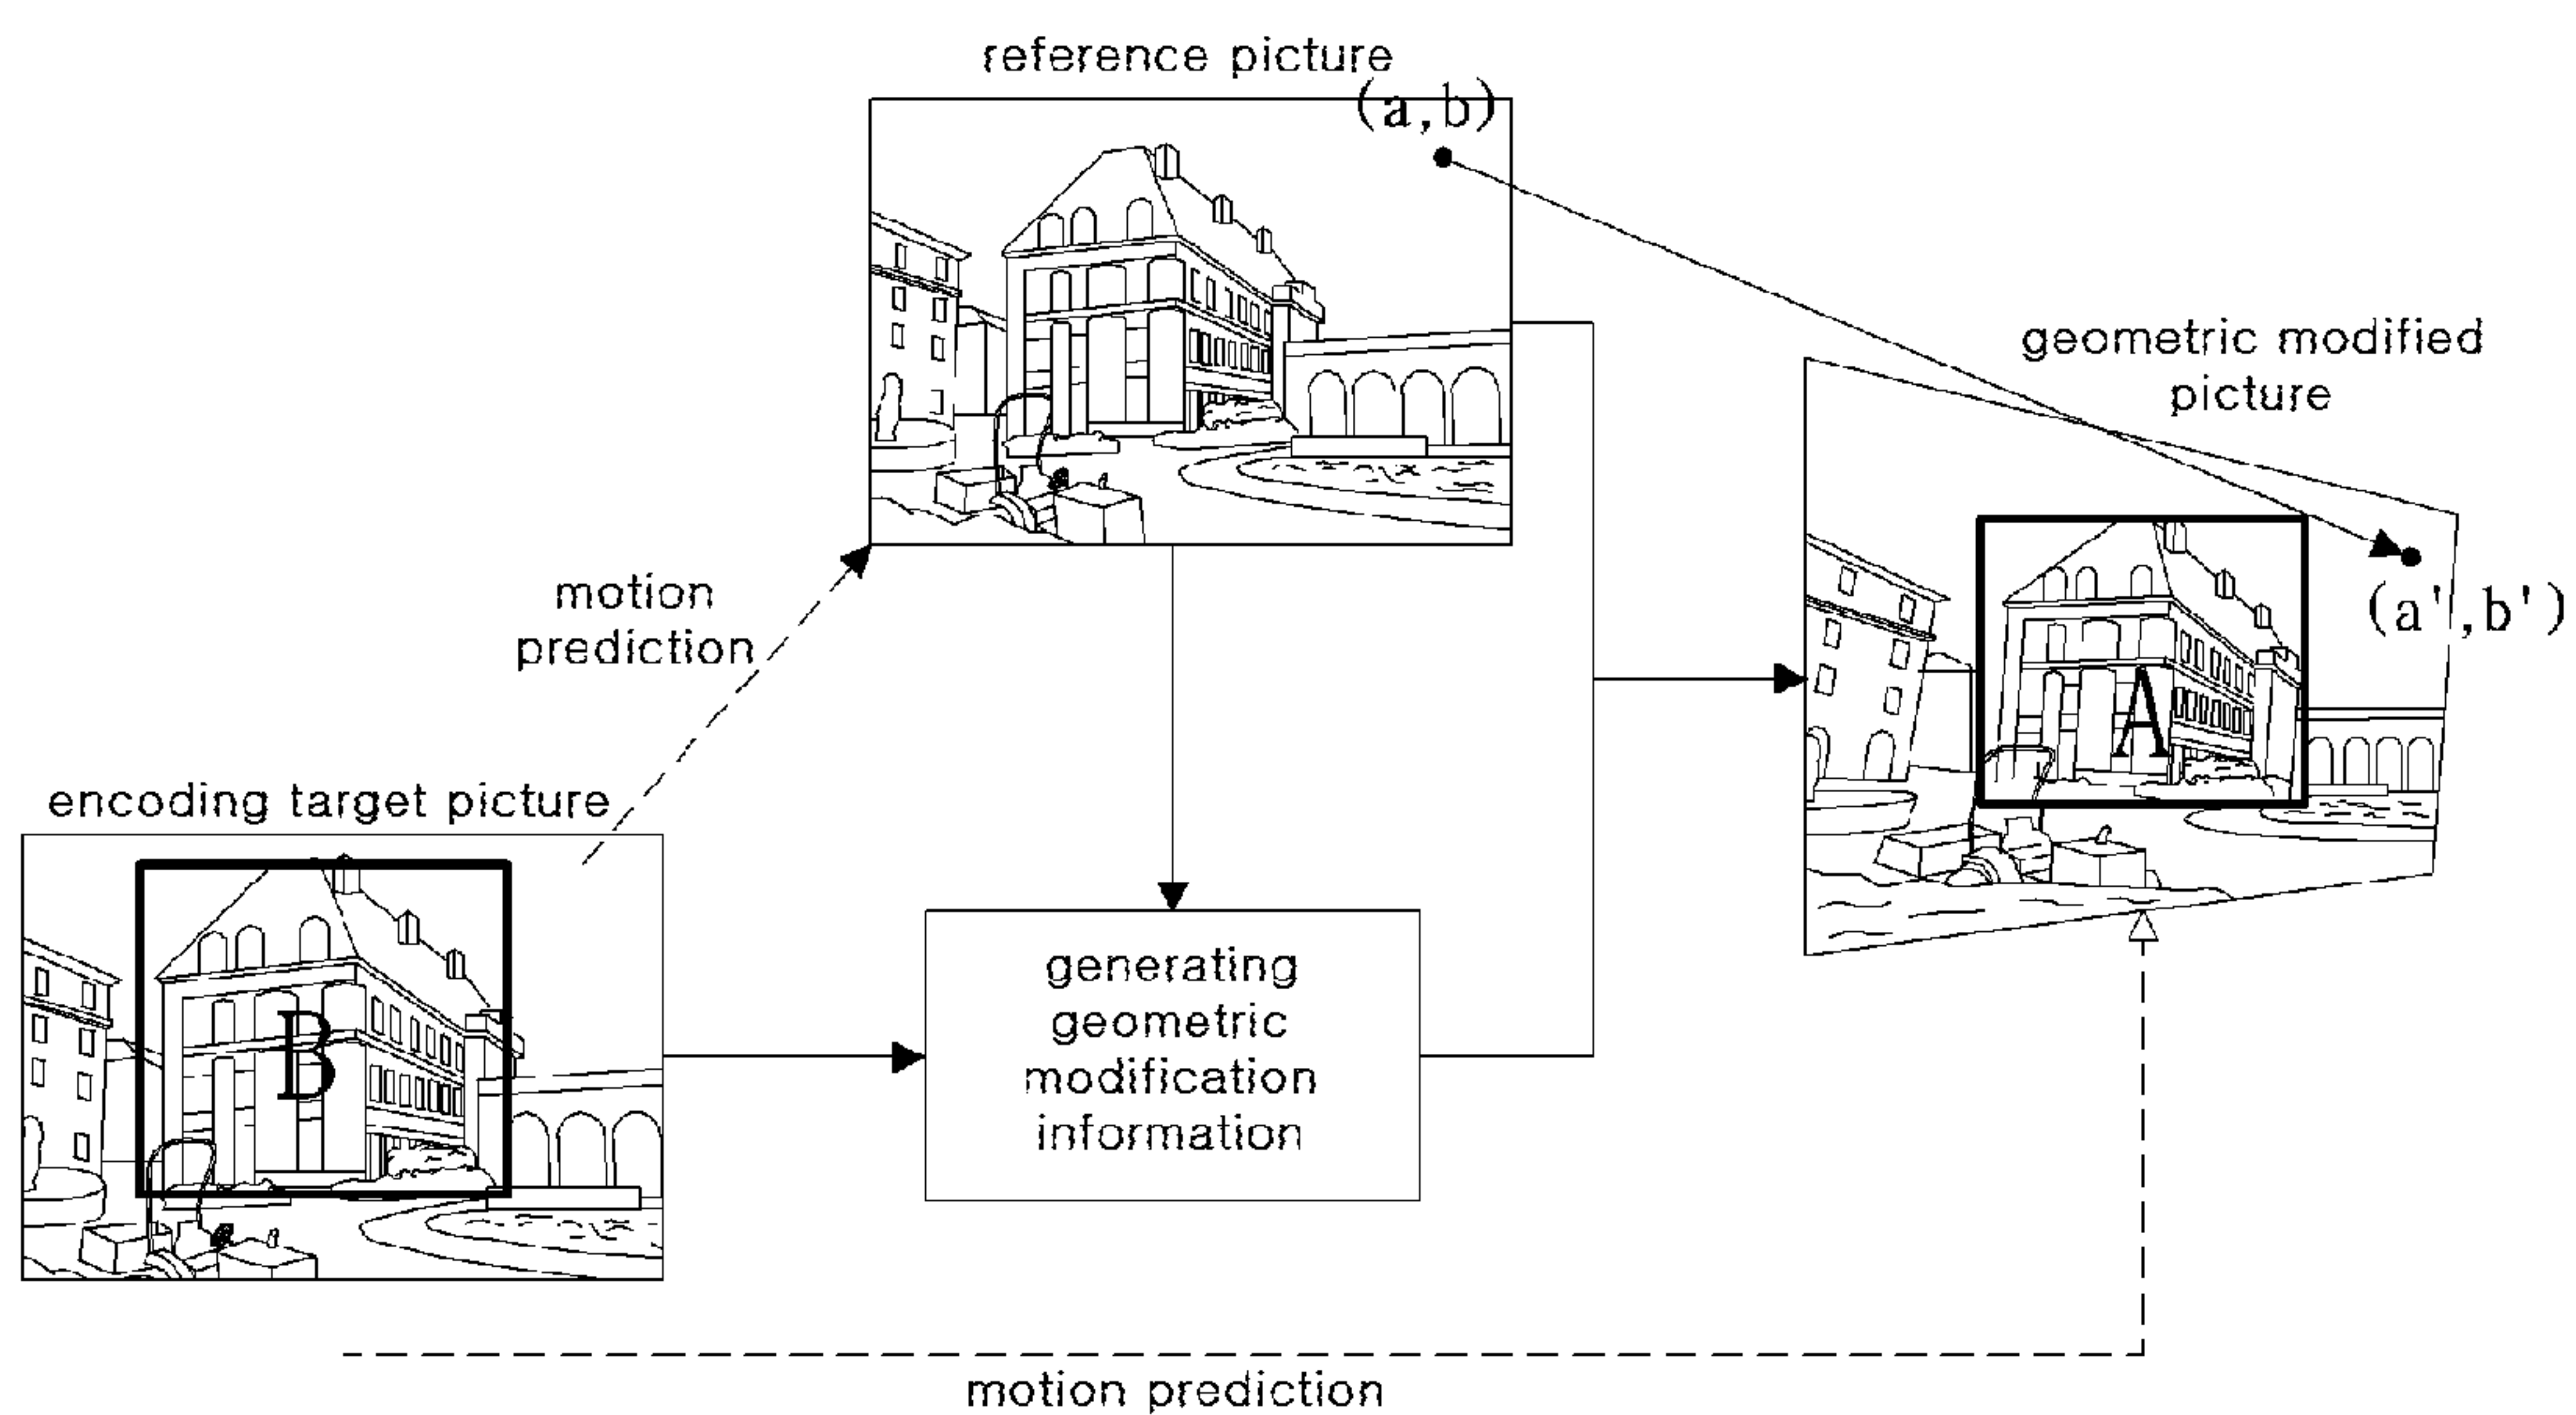 reference picture
(a,b)
geometric modified
picture
(a',b')
motion
prediction
encoding target picture
A
B
generating
geometric
modification
information
motion prediction